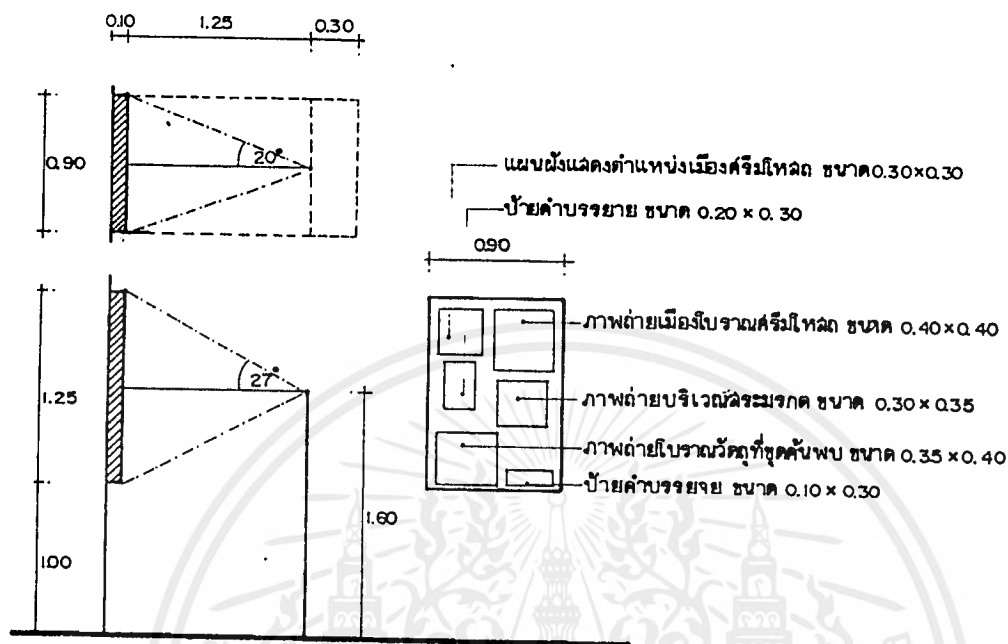 0.10 1.25 0.30
0.90
20°
แผนผังแสดงตำแหน่งเมืองศรีมโหสถ ขนาด 0.30×0.30
ป้ายคำบรรยาย ขนาด 0.20 × 0.30
0.90
1.25
27°
ภาพถ่ายเมืองโบราณศรีมโหสถ ขนาด 0.40×0.40
ภาพถ่ายบริเวณสระมรกต ขนาด 0.30 × 0.35
ภาพถ่ายโบราณวัตถุที่ขุดค้นพบ ขนาด 0.35 × 0.40
ป้ายคำบรรยาย ขนาด 0.10 × 0.30
1.00
1.60